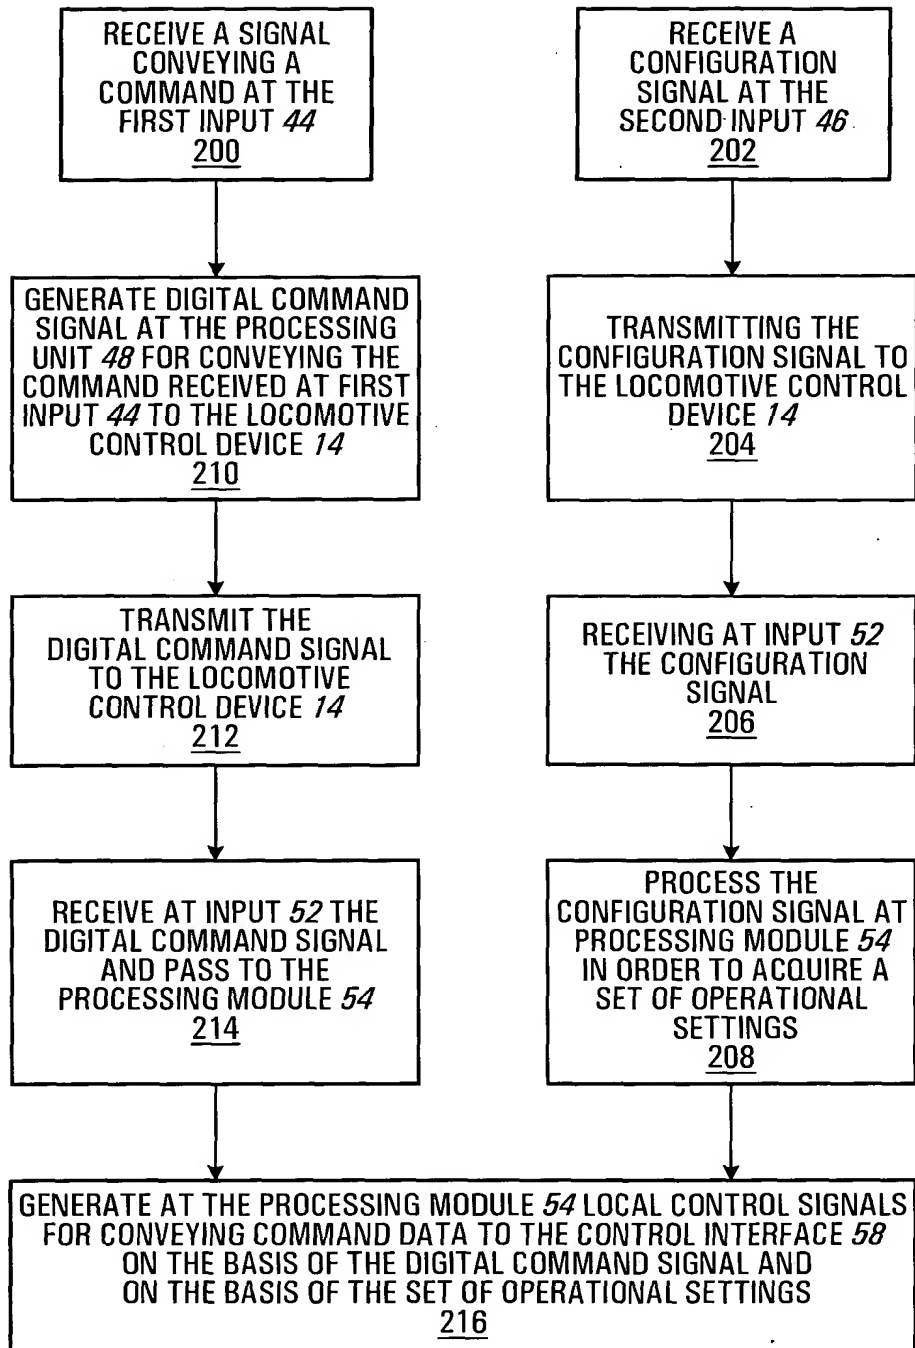 RECEIVE A SIGNAL
CONVEYING A
COMMAND AT THE
FIRST INPUT 44
200
RECEIVE A
CONFIGURATION
SIGNAL AT THE
SECOND INPUT 46
202
GENERATE DIGITAL COMMAND
SIGNAL AT THE PROCESSING
UNIT 48 FOR CONVEYING THE
COMMAND RECEIVED AT FIRST
INPUT 44 TO THE LOCOMOTIVE
CONTROL DEVICE 14
210
TRANSMITTING THE
CONFIGURATION SIGNAL TO
THE LOCOMOTIVE CONTROL
DEVICE 14
204
TRANSMIT THE
DIGITAL COMMAND SIGNAL
TO THE LOCOMOTIVE
CONTROL DEVICE 14
212
RECEIVING AT INPUT 52
THE CONFIGURATION
SIGNAL
206
RECEIVE AT INPUT 52 THE
DIGITAL COMMAND SIGNAL
AND PASS TO THE
PROCESSING MODULE 54
214
PROCESS THE
CONFIGURATION SIGNAL AT
PROCESSING MODULE 54
IN ORDER TO ACQUIRE A
SET OF OPERATIONAL
SETTINGS
208
GENERATE AT THE PROCESSING MODULE 54 LOCAL CONTROL SIGNALS
FOR CONVEYING COMMAND DATA TO THE CONTROL INTERFACE 58
ON THE BASIS OF THE DIGITAL COMMAND SIGNAL AND
ON THE BASIS OF THE SET OF OPERATIONAL SETTINGS
216